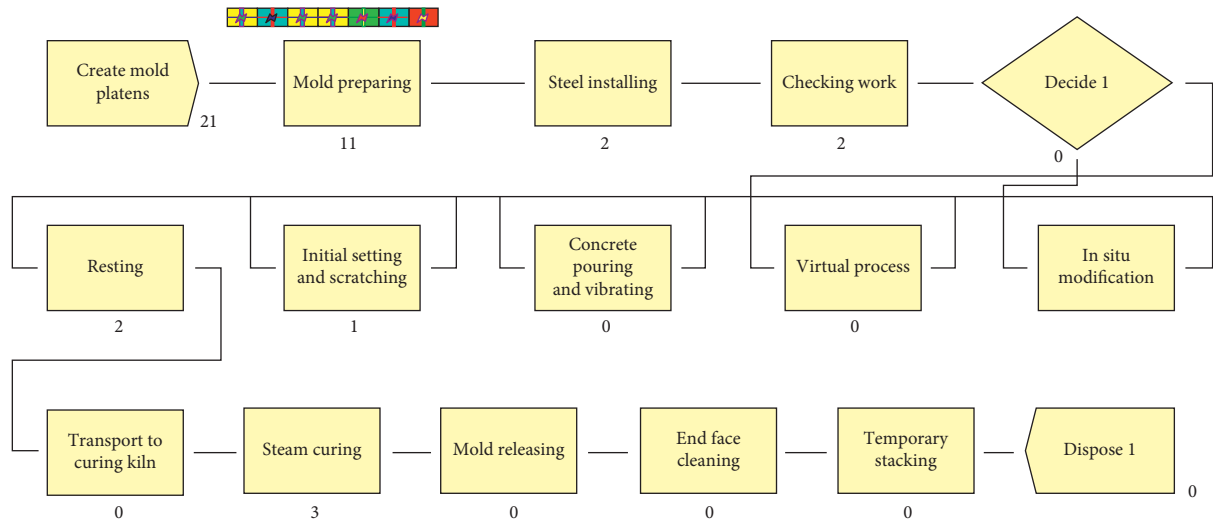 Create mold
platens
21
Mold preparing
11
Steel installing
2
Checking work
2
Decide 1
0
Resting
2
Initial setting
and scratching
1
Concrete
pouring
and vibrating
0
Virtual process
0
In situ
modification
Transport to
curing kiln
0
Steam curing
3
Mold releasing
0
End face
cleaning
0
Temporary
stacking
0
Dispose 1
0